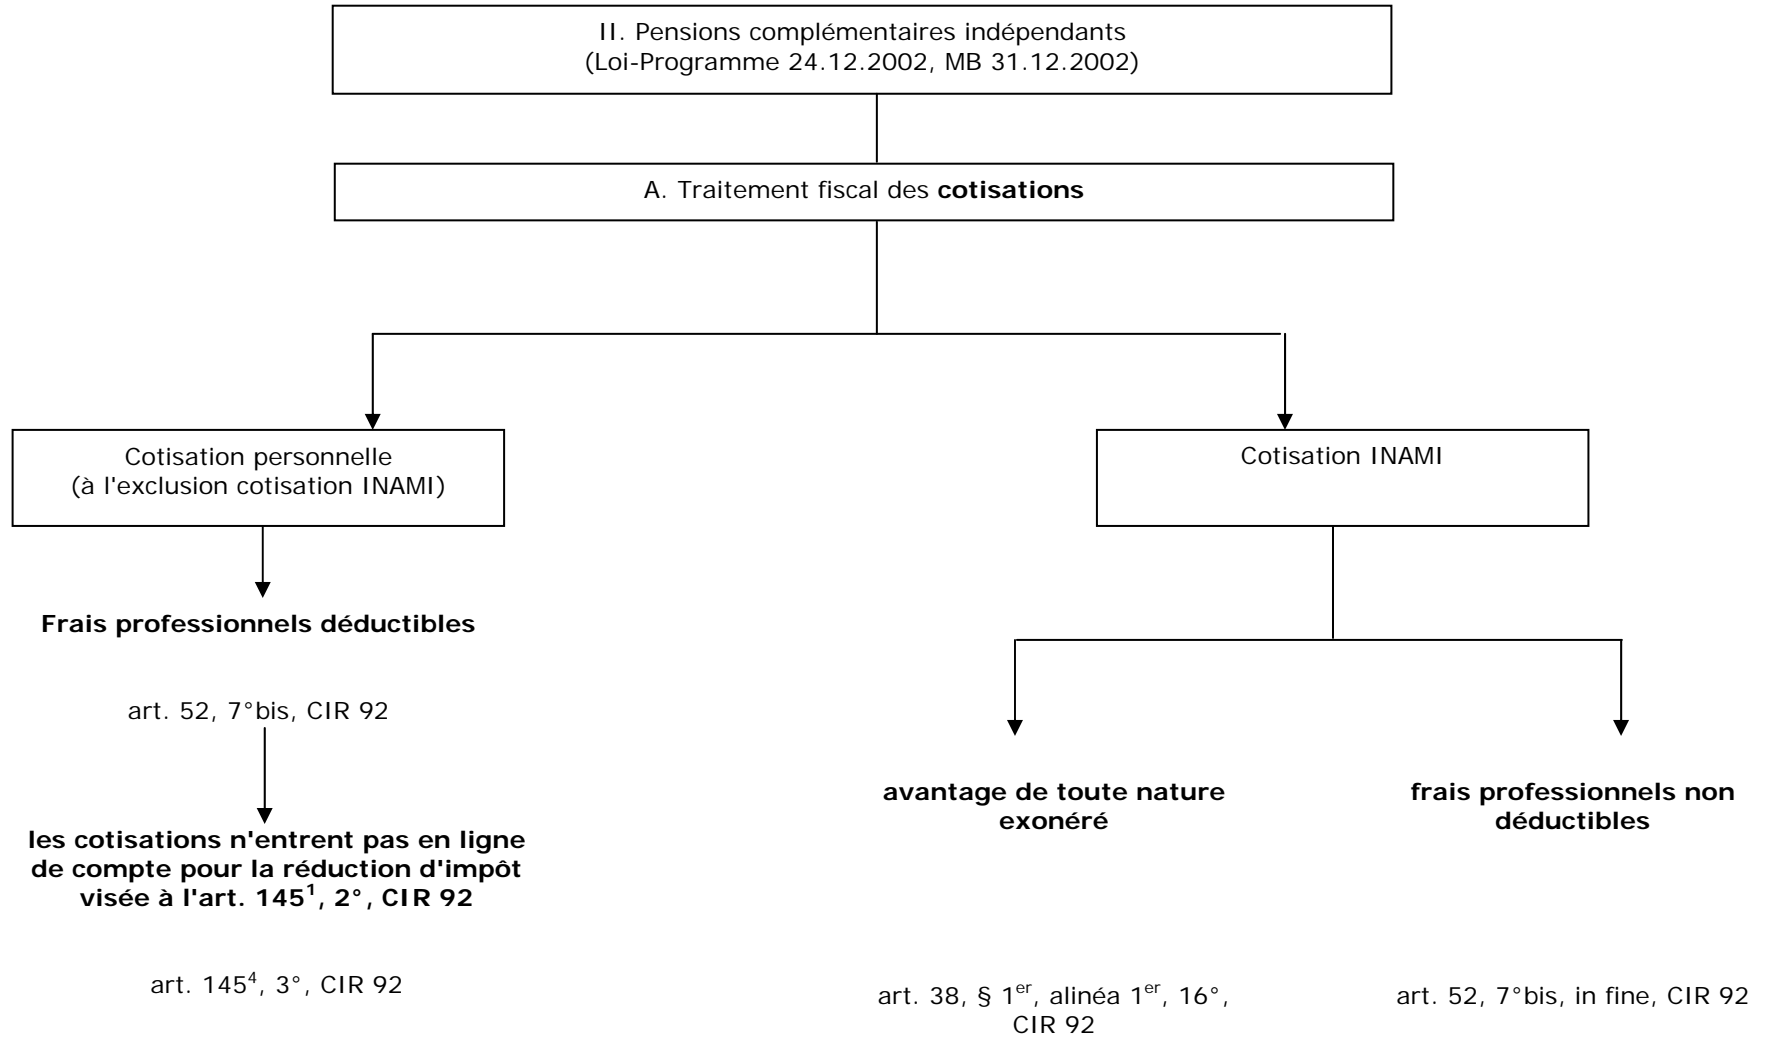 II. Pensions complémentaires indépendants
(Loi-Programme 24.12.2002, MB 31.12.2002)
A. Traitement fiscal des cotisations
Cotisation personnelle
(à l'exclusion cotisation INAMI)
Frais professionnels déductibles
art. 52, 7°bis, CIR 92
les cotisations n'entrent pas en ligne
de compte pour la réduction d'impôt
visée à l'art. 145¹, 2°, CIR 92
art. 145⁴, 3°, CIR 92
Cotisation INAMI
avantage de toute nature
exonéré
art. 38, § 1er, alinéa 1er, 16°,
CIR 92
frais professionnels non
déductibles
art. 52, 7°bis, in fine, CIR 92